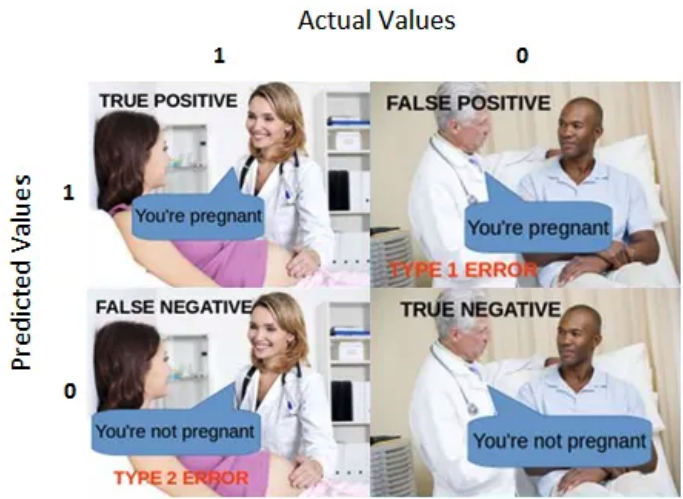 Actual Values
1
0
TRUE POSITIVE
FALSE POSITIVE
Predicted Values
1
You're pregnant
You're pregnant
TYPE 1 ERROR
FALSE NEGATIVE
TRUE NEGATIVE
0
You're not pregnant
You're not pregnant
TYPE 2 ERROR